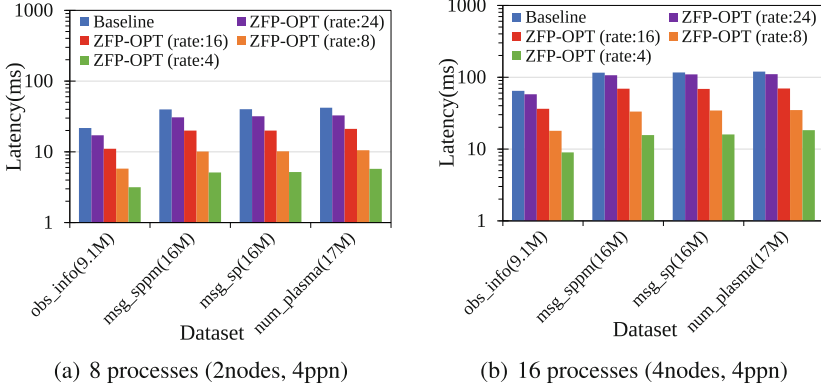 1000
100
10
1
Latency(ms)
Baseline
ZFP-OPT (rate:24)
ZFP-OPT (rate:16)
ZFP-OPT (rate:8)
ZFP-OPT (rate:4)
obs_info(9.1M)
msg_sppm(16M)
msg_sp(16M)
num_plasma(17M)
Dataset
(a) 8 processes (2nodes, 4ppn)
1000
100
10
1
Latency(ms)
Baseline
ZFP-OPT (rate:24)
ZFP-OPT (rate:16)
ZFP-OPT (rate:8)
ZFP-OPT (rate:4)
obs_info(9.1M)
msg_sppm(16M)
msg_sp(16M)
num_plasma(17M)
Dataset
(b) 16 processes (4nodes, 4ppn)